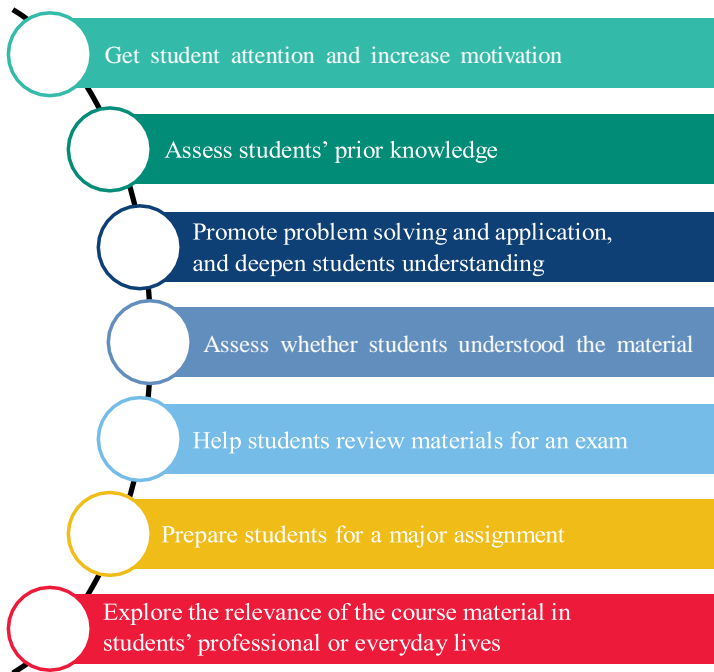 Get student attention and increase motivation
Assess students’ prior knowledge
Promote problem solving and application,
and deepen students understanding
Assess whether students understood the material
Help students review materials for an exam
Prepare students for a major assignment
Explore the relevance of the course material in
students’ professional or everyday lives